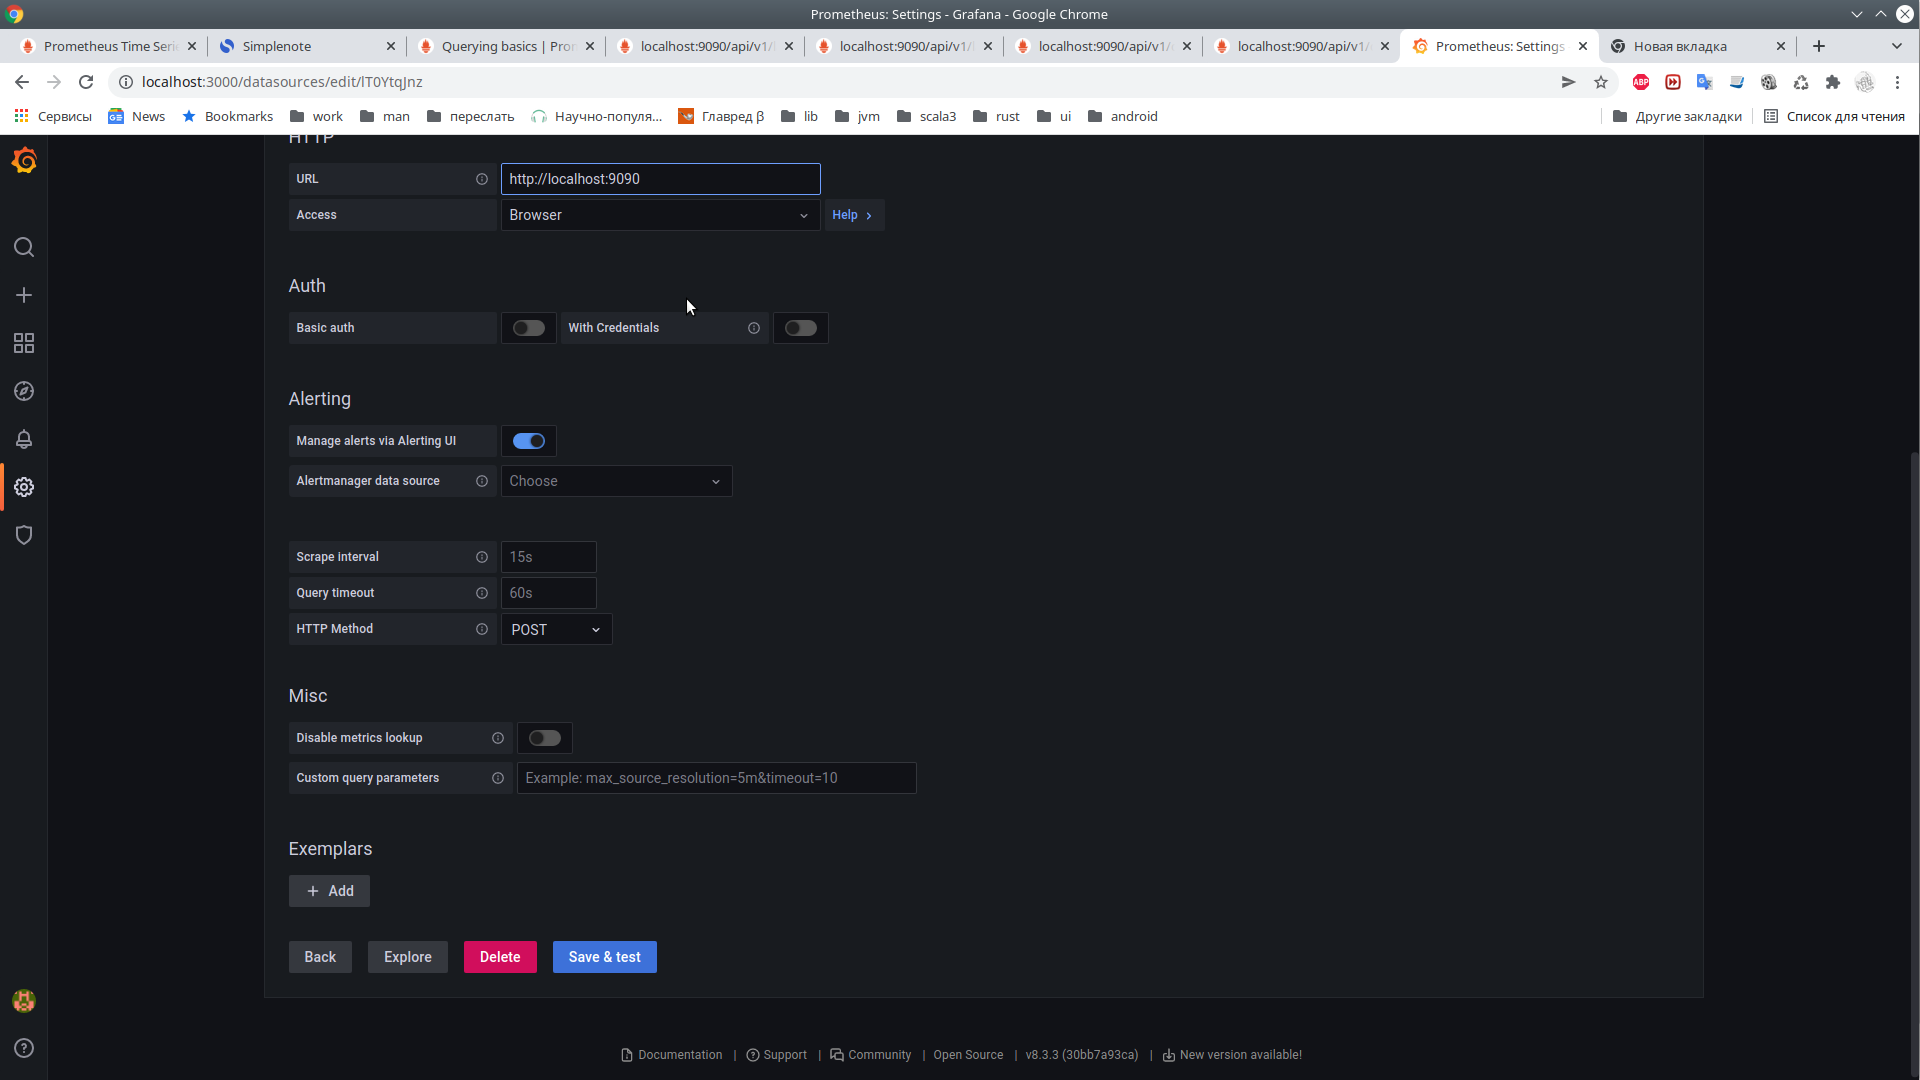 Prometheus: Settings - Grafana - Google Chrome
Prometheus Time Seri
Simplenote
Querying basics | Pro
localhost:9090/api/v1/
localhost:9090/api/v1/
localhost:9090/api/v1/
localhost:9090/api/v1/
Prometheus: Settings
Новая вкладка
localhost:3000/datasources/edit/lT0YtqJnz
ABP
Сервисы
News
Bookmarks
work
man
переслать
Научно-популя...
Главред β
lib
jvm
scala3
rust
ui
android
Другие закладки
Список для чтения
HTTP
URL
http://localhost:9090
Access
Browser
Help
Auth
Basic auth
With Credentials
Alerting
Manage alerts via Alerting UI
Alertmanager data source
Choose
Scrape interval
15s
Query timeout
60s
HTTP Method
POST
Misc
Disable metrics lookup
Custom query parameters
Example: max_source_resolution=5m&timeout=10
Exemplars
Add
Back
Explore
Delete
Save & test
Documentation | Support | Community | Open Source | v8.3.3 (30bb7a93ca) | New version available!